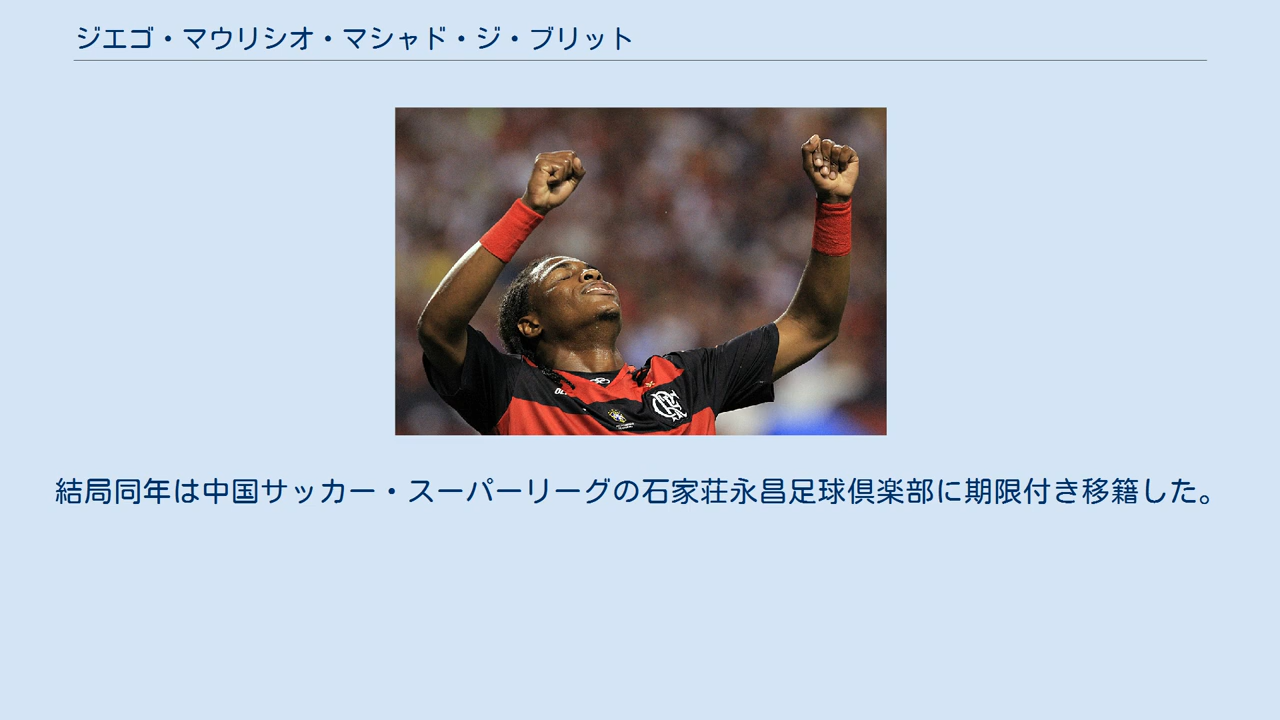 ジエゴ・マウリシオ・マシャド・ジ・ブリット
結局同年は中国サッカー・スーパーリーグの石家荘永昌足球倶楽部に期限付き移籍した。